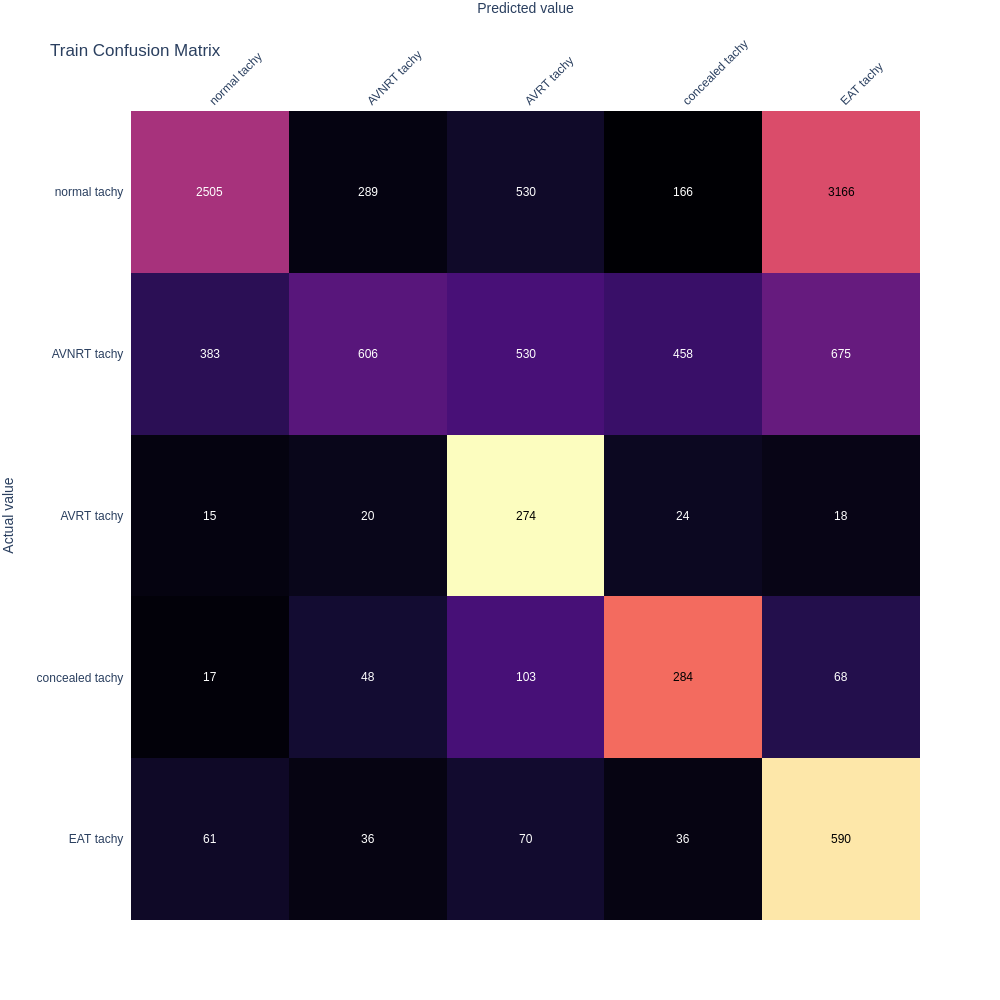 Predicted value
Train Confusion Matrix
normal tachy
AVNRT tachy
AVRT tachy
concealed tachy
EAT tachy
normal tachy 2505 289 530 166 3166
AVNRT tachy 383 606 530 458 675
AVRT tachy 15 20 274 24 18
concealed tachy 17 48 103 284 68
EAT tachy 61 36 70 36 590
Actual value